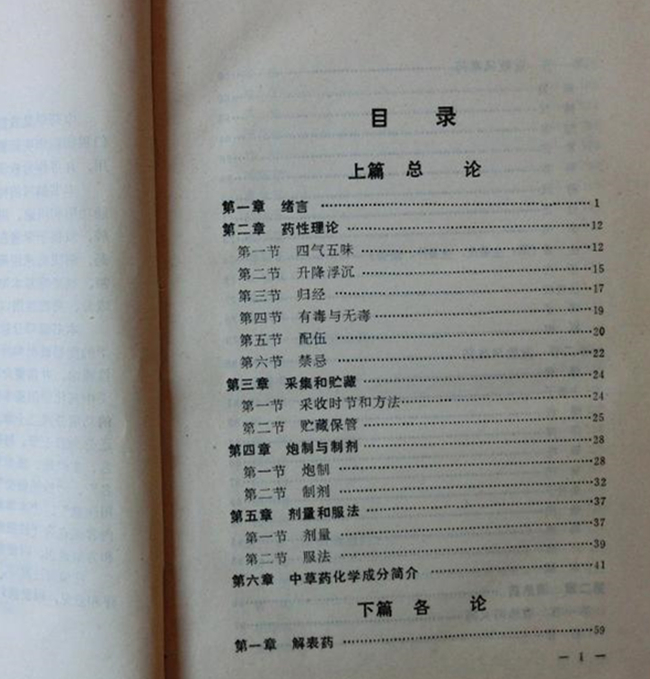 目 录
上篇 总 论
第一章 绪言 1
第二章 药性理论 12
第一节 四气五味 12
第二节 升降浮沉 15
第三节 归经 17
第四节 有毒与无毒 19
第五节 配伍 20
第六节 禁忌 22
第三章 采集和贮藏 24
第一节 采收时节和方法 24
第二节 贮藏保管 25
第四章 炮制与制剂 28
第一节 炮制 28
第二节 制剂 32
第五章 剂量和服法 37
第一节 剂量 37
第二节 服法 39
第六章 中草药化学成分简介 41
下篇 各 论
第一章 解表药 59
— 1 —